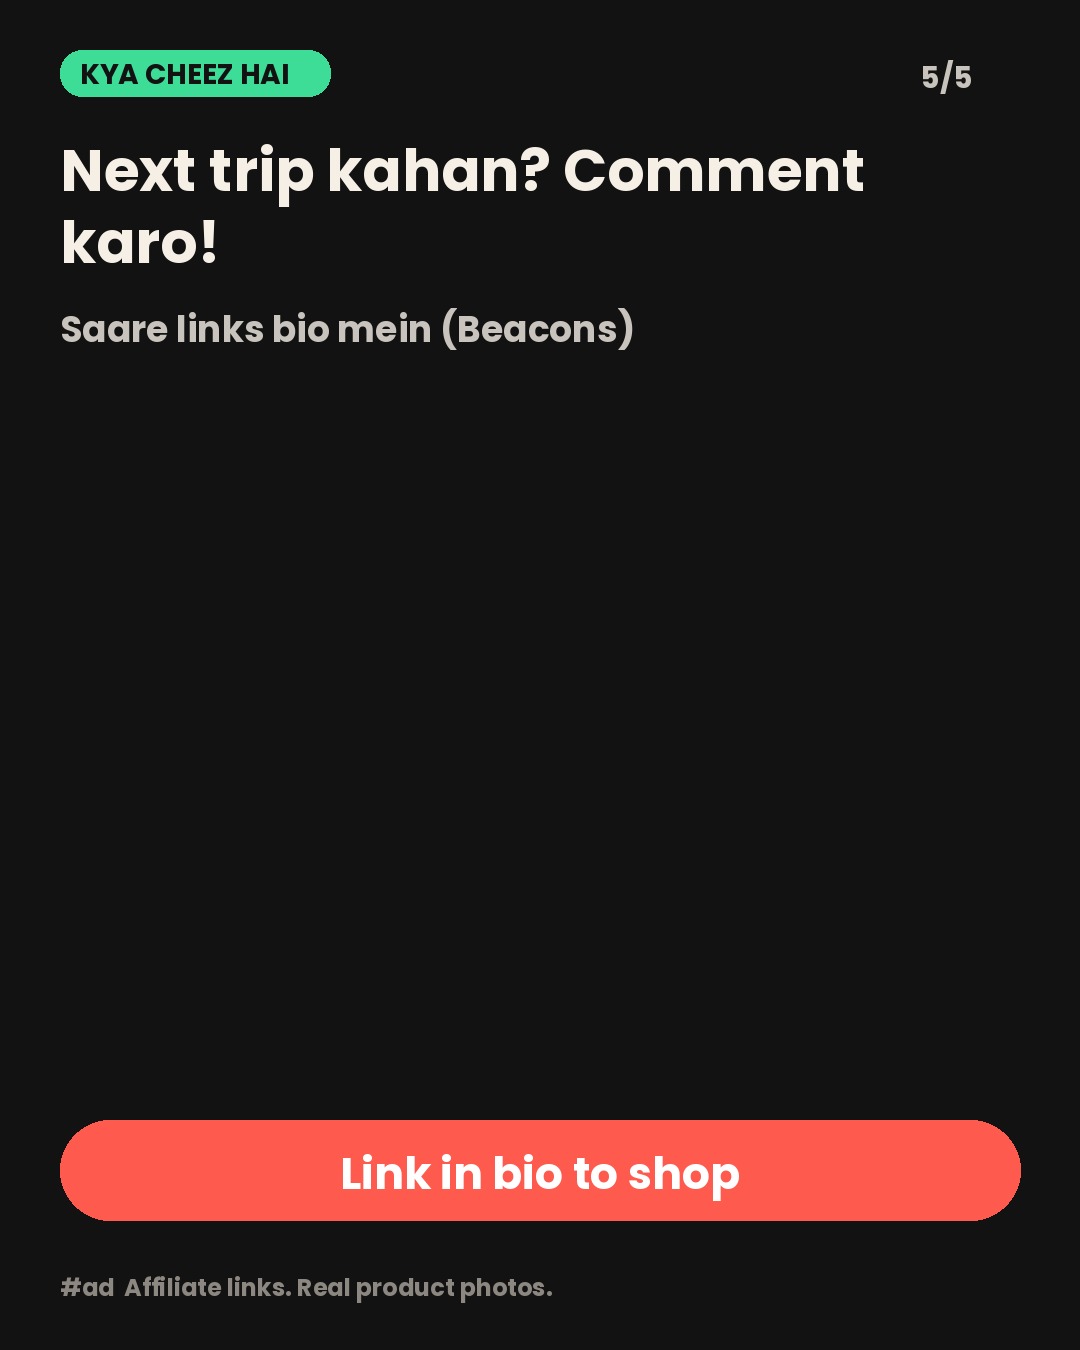 KYA CHEEZ HAI
5/5
Next trip kahan? Comment
karo!
Saare links bio mein (Beacons)
Link in bio to shop
#ad Affiliate links. Real product photos.